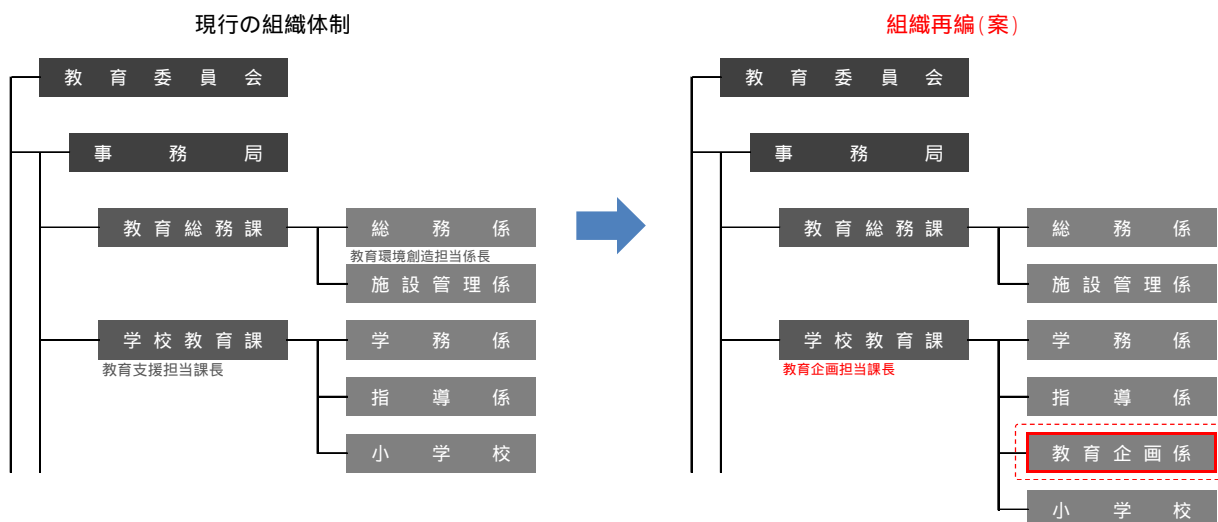 現行の組織体制
教育委員会
事務局
教育総務課
総務係
教育環境創造担当係長
施設管理係
学校教育課
教育支援担当課長
学務係
指導係
小学校
組織再編(案)
教育委員会
事務局
教育総務課
総務係
施設管理係
学校教育課
教育企画担当課長
学務係
指導係
教育企画係
小学校